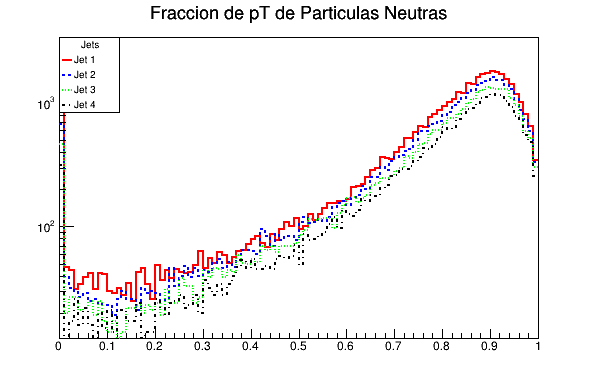 Fraccion de pT de Particulas Neutras
Jets
Jet 1
Jet 2
Jet 3
Jet 4
10³
10²
0 0.1 0.2 0.3 0.4 0.5 0.6 0.7 0.8 0.9 1